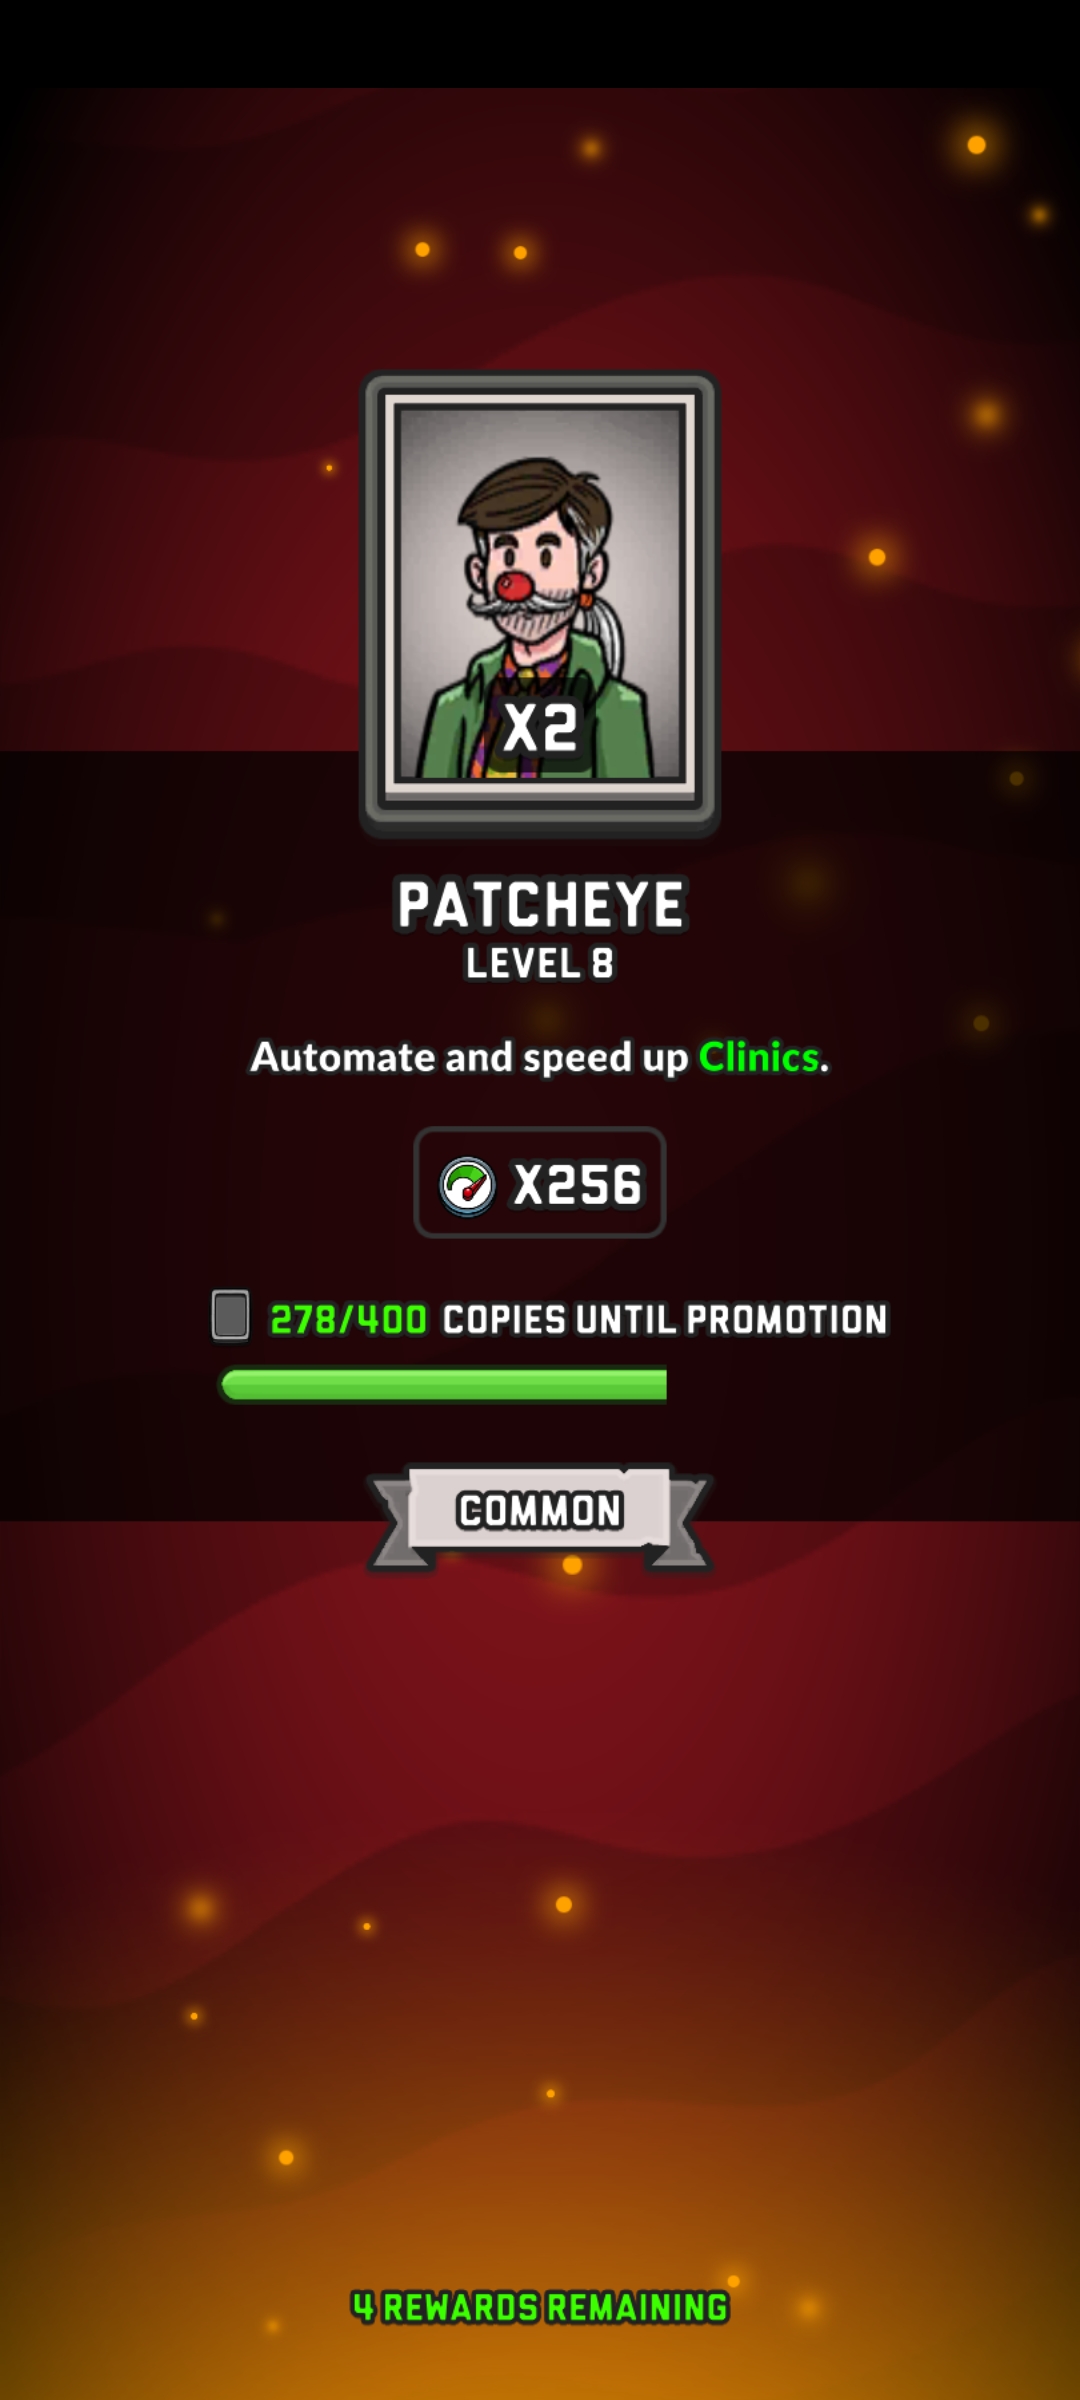 X2
PATCHEYE
LEVEL 8
Automate and speed up Clinics.
X256
278/400 COPIES UNTIL PROMOTION
COMMON
4 REWARDS REMAINING